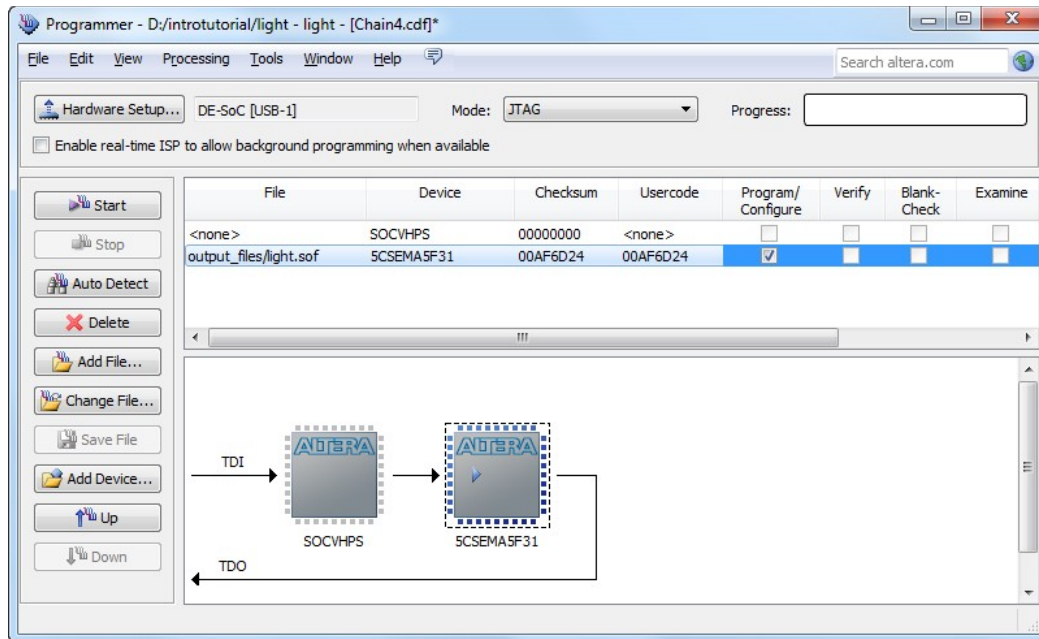 Programmer - D:/introtutorial/light - light - [Chain4.cdf]*
File Edit View Processing Tools Window Help
Search altera.com
Hardware Setup... DE-SoC [USB-1] Mode: JTAG Progress:
Enable real-time ISP to allow background programming when available
Start
Stop
Auto Detect
Delete
Add File...
Change File...
Save File
Add Device...
Up
Down
File Device Checksum Usercode Program/ Verify Blank- Examine
Configure Check
<none> SOCVHPS 00000000 <none>
output_files/light.sof 5CSEMA5F31 00AF6D24 00AF6D24
ALTERA ALTERA
TDI
SOCVHPS 5CSEMA5F31
TDO